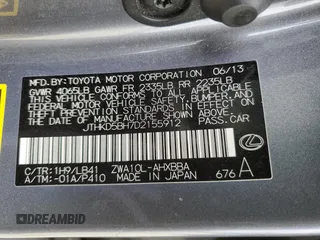 MFD. BY: TOYOTA MOTOR CORPORATION 06/13
GVWR 4065LB GAWR FR 2335LB RR 2235LB
THIS VEHICLE CONFORMS TO ALL APPLICABLE
FEDERAL MOTOR VEHICLE SAFETY, BUMPER, AND
THEFT PREVENTION STANDARDS IN EFFECT ON
THE DATE OF MANUFACTURE SHOWN ABOVE.
JTHKD5BH7D2155912
PASS. CAR
C/TR: 1H9/LB41 ZWA10L-AHXBBA
A/TM: -01A/P410 MADE IN JAPAN 676 A
DREAMBID